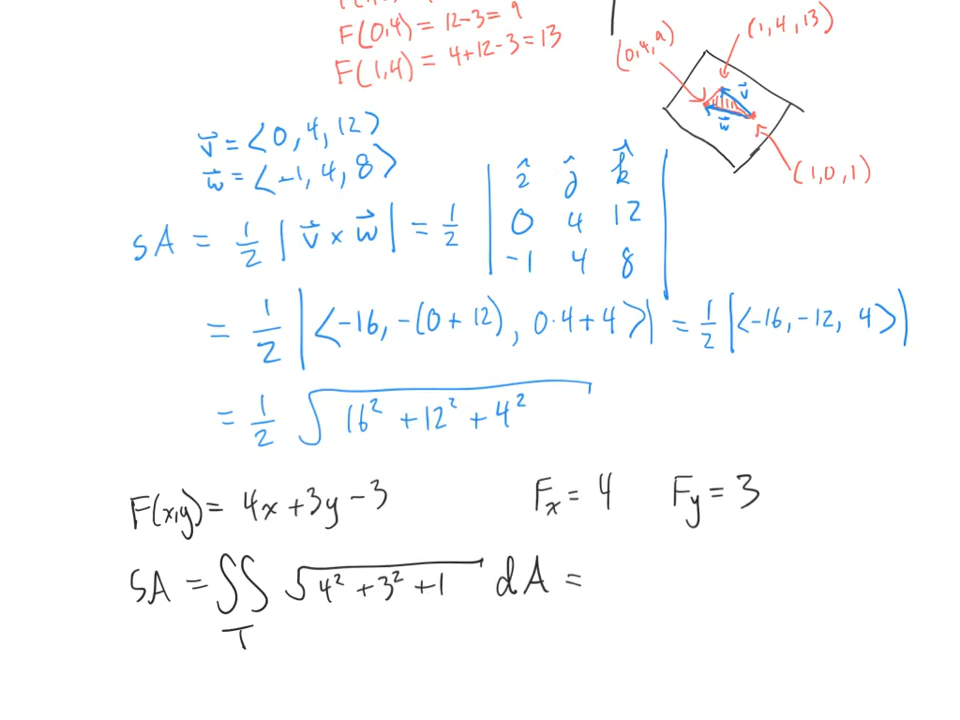 F(0,4) = 12-3 = 9
F(1,4) = 4+12-3 = 13
(0,4,9)
(1,4,13)
v⃗
w⃗
(1,0,1)
v⃗ = <0, 4, 12>
w⃗ = <-1, 4, 8>
SA = 1/2 | v⃗ × w⃗ | = 1/2 | î ĵ k̂
0 4 12
-1 4 8 |
= 1/2 | <-16, -(0+12), 0·4+4> | = 1/2 | <-16, -12, 4> |
= 1/2 √(16² + 12² + 4²)
F(x,y) = 4x + 3y - 3 Fx = 4 Fy = 3
SA = ∬_T √(4² + 3² + 1) dA =